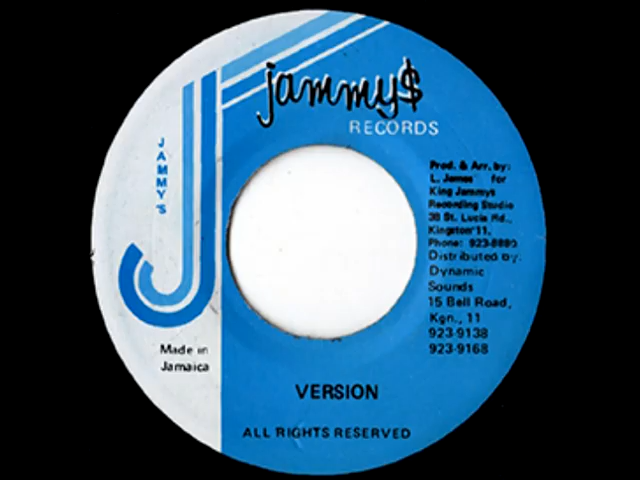 jammy$
RECORDS
JAMMY'S
Prod. & Arr. by:
L. James for
King Jammys
Recording Studio
38 St. Lucia Rd.,
Kingston 11,
Phone: 923-8880
Distributed by:
Dynamic
Sounds
15 Bell Road,
Kgn., 11
923-9138
923-9168
Made in
Jamaica
VERSION
ALL RIGHTS RESERVED